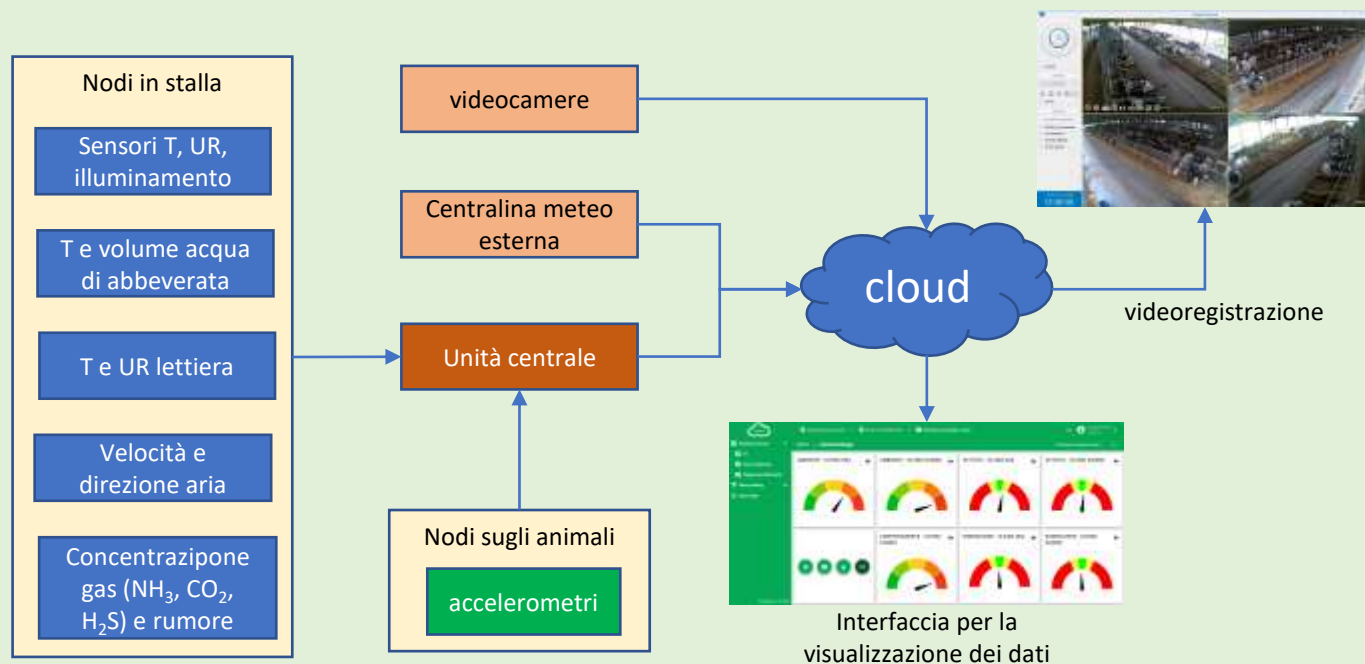 Nodi in stalla
Sensori T, UR,
illuminamento
T e volume acqua
di abbeverata
T e UR lettiera
Velocità e
direzione aria
Concentrazipone
gas (NH₃, CO₂,
H₂S) e rumore
videocamere
Centralina meteo
esterna
Unità centrale
Nodi sugli animali
accelerometri
cloud
videoregistrazione
Interfaccia per la
visualizzazione dei dati